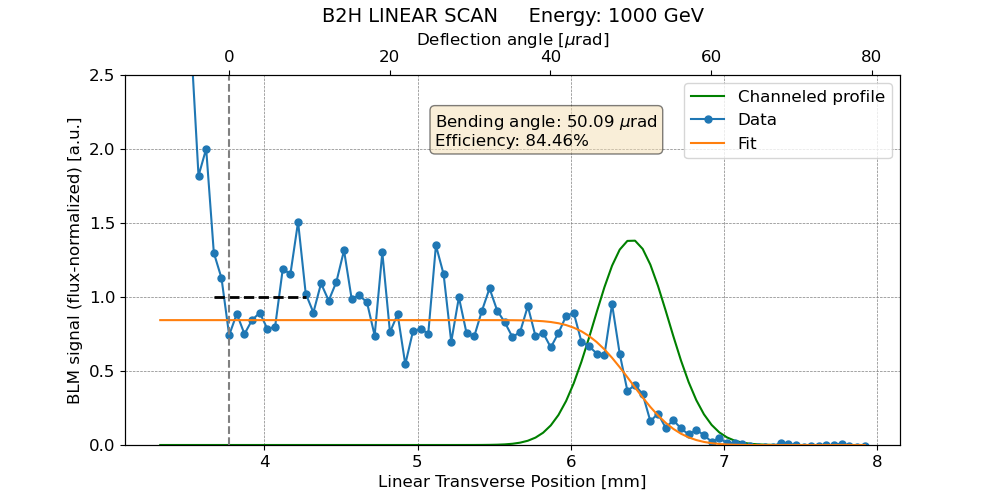 B2H LINEAR SCAN Energy: 1000 GeV
Deflection angle [μrad]
0 20 40 60 80
2.5
2.0
1.5
1.0
0.5
0.0
BLM signal (flux-normalized) [a.u.]
Bending angle: 50.09 μrad
Efficiency: 84.46%
Channeled profile
Data
Fit
4 5 6 7 8
Linear Transverse Position [mm]